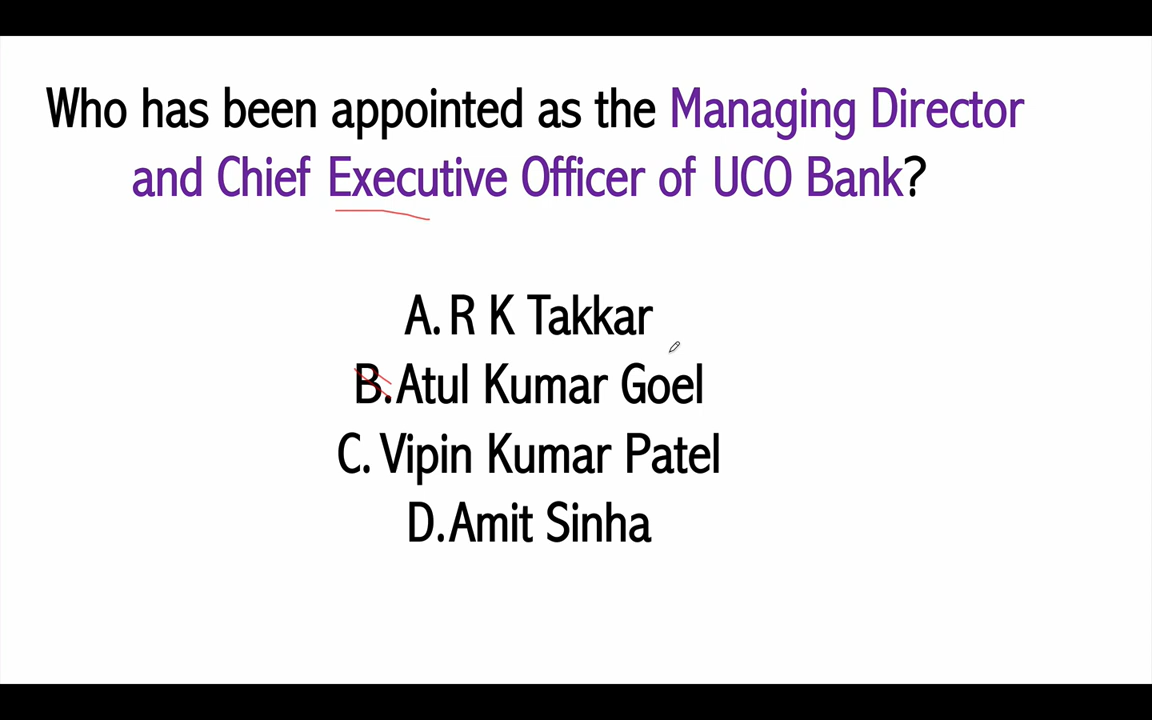 Who has been appointed as the Managing Director
and Chief Executive Officer of UCO Bank?
A. R K Takkar
B. Atul Kumar Goel
C. Vipin Kumar Patel
D. Amit Sinha